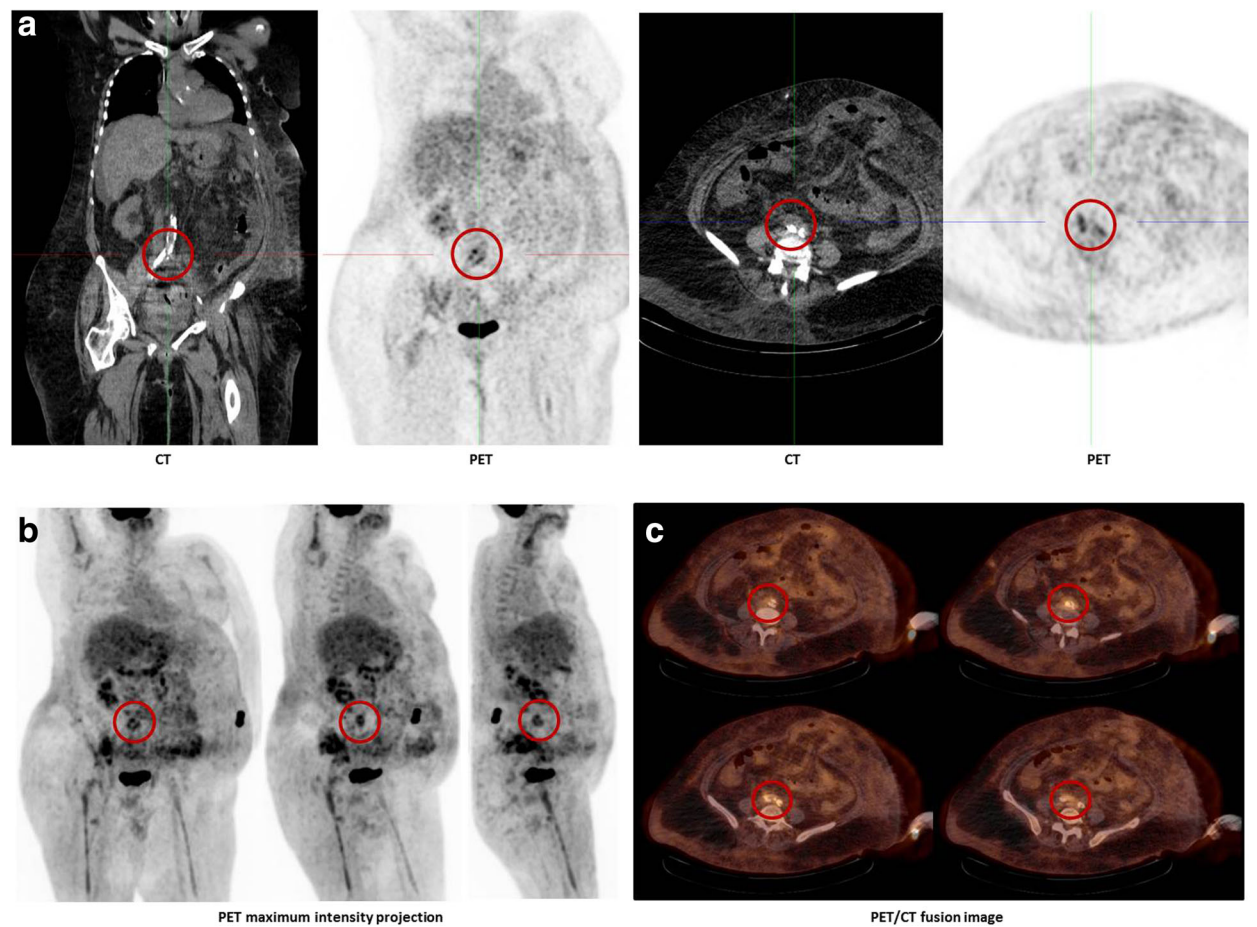 a
CT
PET
CT
PET
b
c
PET maximum intensity projection
PET/CT fusion image